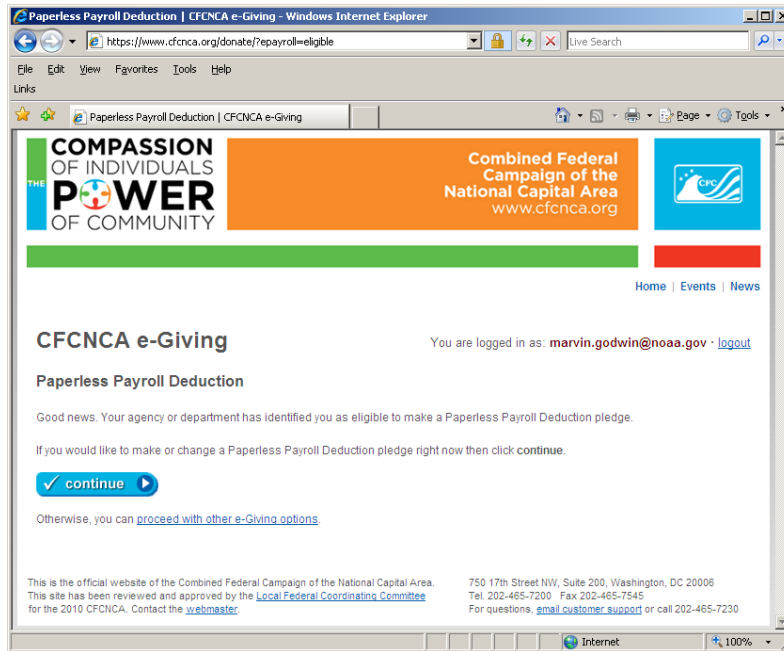 Paperless Payroll Deduction | CFCNCA e-Giving - Windows Internet Explorer
https://www.cfcnca.org/donate/?epayroll=eligible
Live Search
File Edit View Favorites Tools Help
Links
Paperless Payroll Deduction | CFCNCA e-Giving
Page Tools
THE
COMPASSION
OF INDIVIDUALS
POWER
OF COMMUNITY
Combined Federal
Campaign of the
National Capital Area
www.cfcnca.org
CFC
Home | Events | News
CFCNCA e-Giving
You are logged in as: marvin.godwin@noaa.gov · logout
Paperless Payroll Deduction
Good news. Your agency or department has identified you as eligible to make a Paperless Payroll Deduction pledge.
If you would like to make or change a Paperless Payroll Deduction pledge right now then click continue.
continue
Otherwise, you can proceed with other e-Giving options.
This is the official website of the Combined Federal Campaign of the National Capital Area.
This site has been reviewed and approved by the Local Federal Coordinating Committee
for the 2010 CFCNCA. Contact the webmaster.
750 17th Street NW, Suite 200, Washington, DC 20006
Tel. 202-465-7200 Fax 202-465-7545
For questions, email customer support or call 202-465-7230
Internet
100%